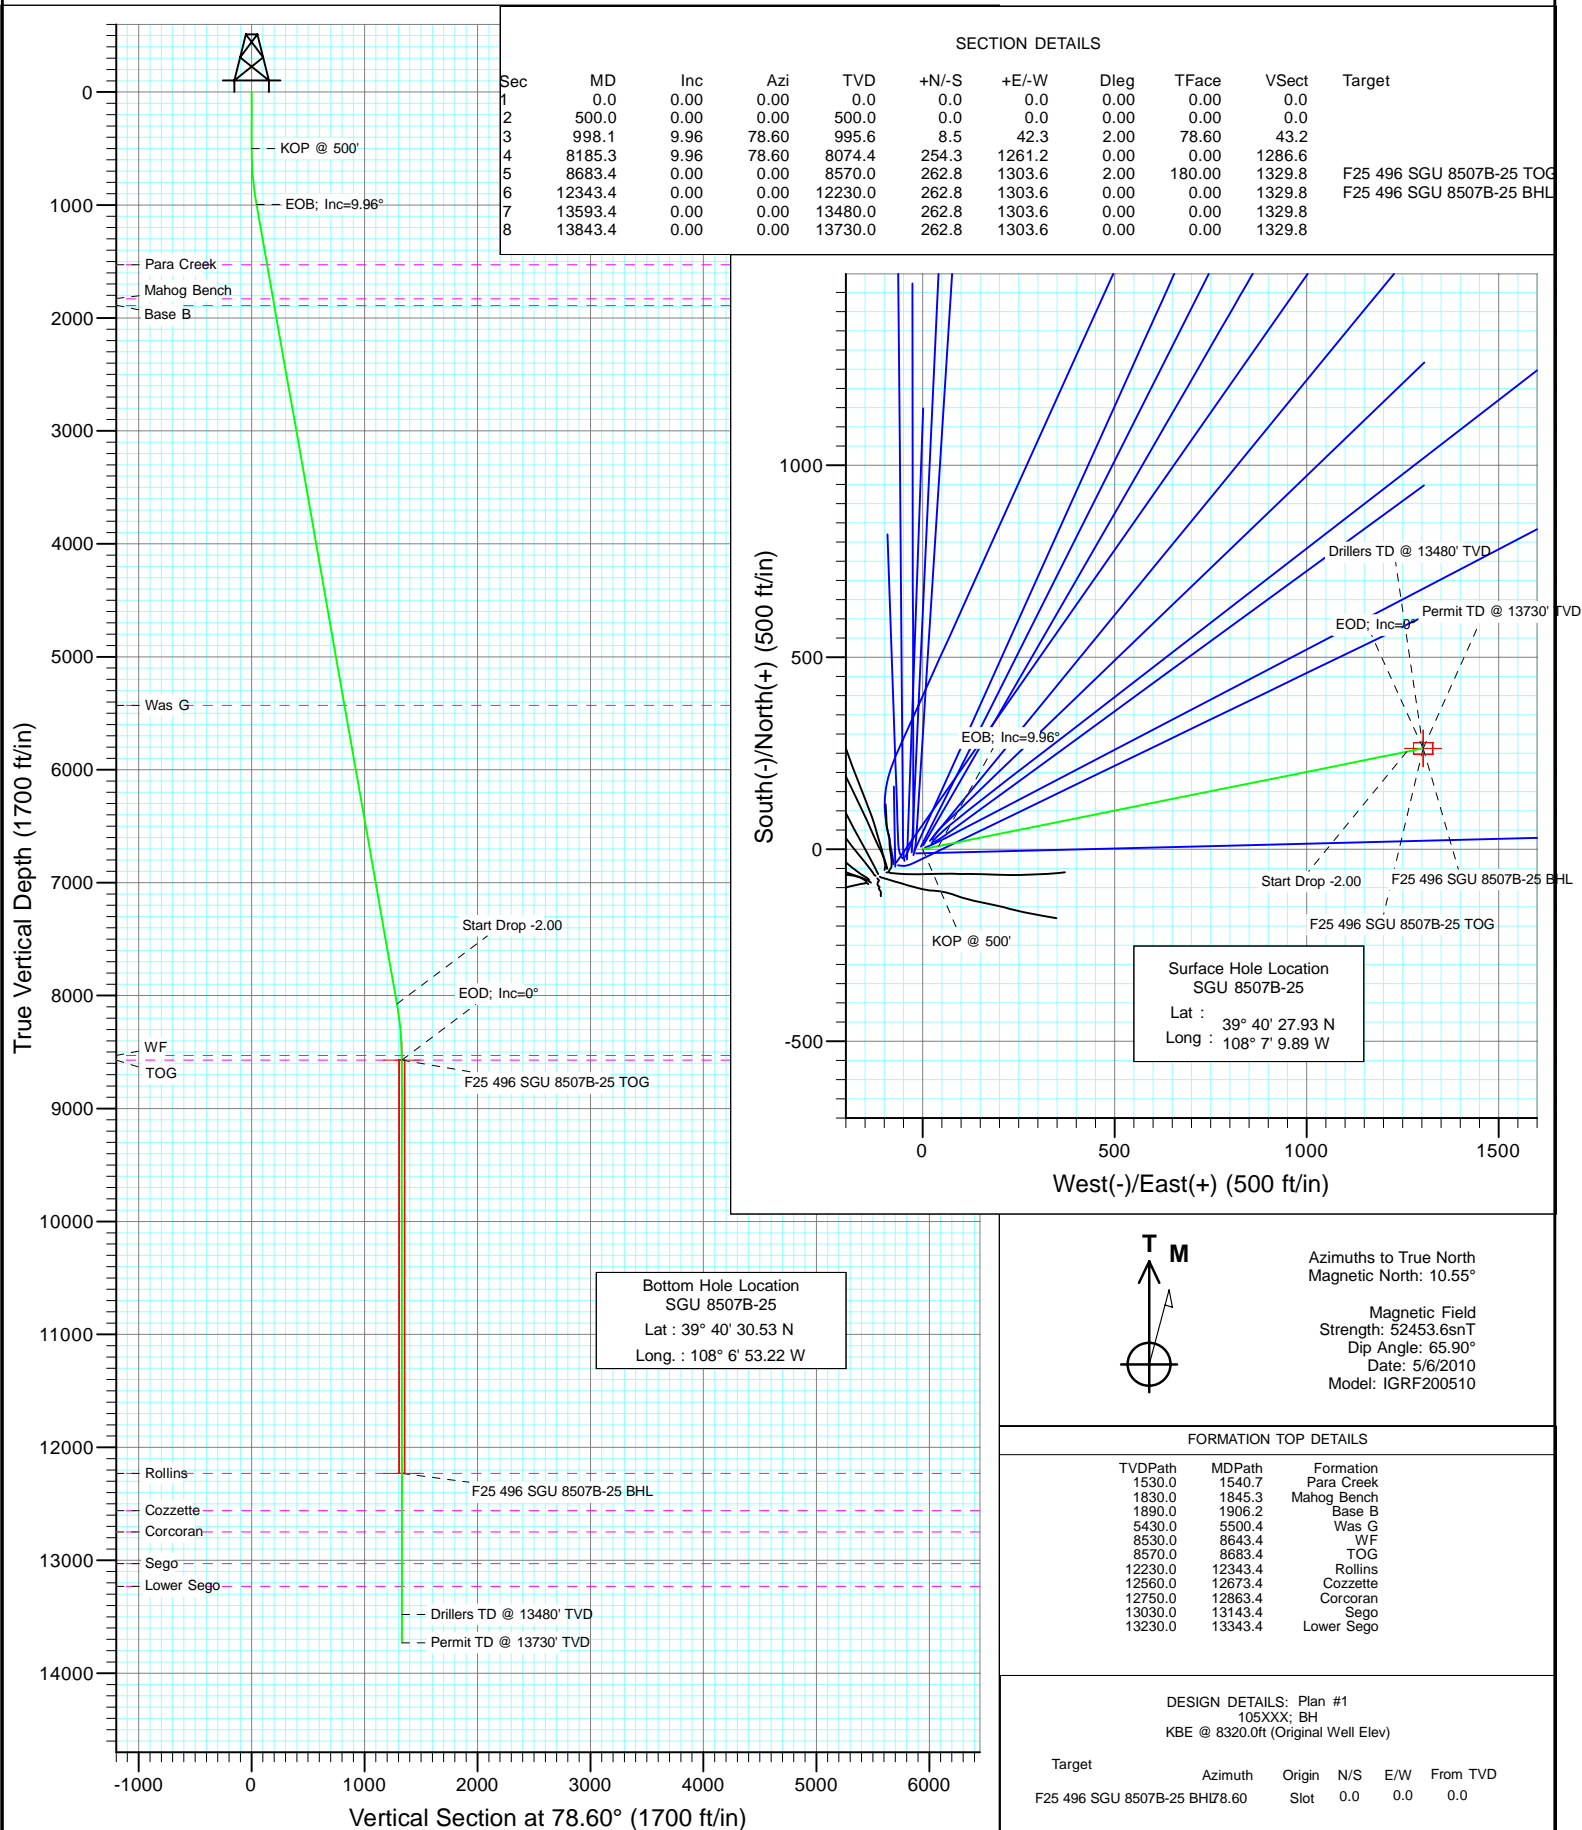 SECTION DETAILS
Sec MD Inc Azi TVD +N/-S +E/-W Dleg TFace VSect Target
1 0.0 0.00 0.00 0.0 0.0 0.0 0.00 0.00 0.0
2 500.0 0.00 0.00 500.0 0.0 0.0 0.00 0.00 0.0
3 998.1 9.96 78.60 995.6 8.5 42.3 2.00 78.60 43.2
4 8185.3 9.96 78.60 8074.4 254.3 1261.2 0.00 0.00 1286.6
5 8683.4 0.00 0.00 8570.0 262.8 1303.6 2.00 180.00 1329.8 F25 496 SGU 8507B-25 TOG
6 12343.4 0.00 0.00 12230.0 262.8 1303.6 0.00 0.00 1329.8 F25 496 SGU 8507B-25 BHL
7 13593.4 0.00 0.00 13480.0 262.8 1303.6 0.00 0.00 1329.8
8 13843.4 0.00 0.00 13730.0 262.8 1303.6 0.00 0.00 1329.8
True Vertical Depth (1700 ft/in)
0
1000
2000
3000
4000
5000
6000
7000
8000
9000
10000
11000
12000
13000
14000
KOP @ 500'
EOB; Inc=9.96°
Para Creek
Mahog Bench
Base B
Was G
Start Drop -2.00
EOD; Inc=0°
WF
TOG
F25 496 SGU 8507B-25 TOG
Bottom Hole Location
SGU 8507B-25
Lat : 39° 40' 30.53 N
Long. : 108° 6' 53.22 W
Rollins
F25 496 SGU 8507B-25 BHL
Cozzette
Corcoran
Sego
Lower Sego
Drillers TD @ 13480' TVD
Permit TD @ 13730' TVD
-1000 0 1000 2000 3000 4000 5000 6000
Vertical Section at 78.60° (1700 ft/in)
South(-)/North(+) (500 ft/in)
1000
500
0
-500
Drillers TD @ 13480' TVD
Permit TD @ 13730' TVD
EOD; Inc=0°
EOB; Inc=9.96°
Start Drop -2.00
F25 496 SGU 8507B-25 BHL
F25 496 SGU 8507B-25 TOG
KOP @ 500'
Surface Hole Location
SGU 8507B-25
Lat : 39° 40' 27.93 N
Long : 108° 7' 9.89 W
0 500 1000 1500
West(-)/East(+) (500 ft/in)
T M
Azimuths to True North
Magnetic North: 10.55°
Magnetic Field
Strength: 52453.6snT
Dip Angle: 65.90°
Date: 5/6/2010
Model: IGRF200510
FORMATION TOP DETAILS
TVDPath MDPath Formation
1530.0 1540.7 Para Creek
1830.0 1845.3 Mahog Bench
1890.0 1906.2 Base B
5430.0 5500.4 Was G
8530.0 8643.4 WF
8570.0 8683.4 TOG
12230.0 12343.4 Rollins
12560.0 12673.4 Cozzette
12750.0 12863.4 Corcoran
13030.0 13143.4 Sego
13230.0 13343.4 Lower Sego
DESIGN DETAILS: Plan #1
105XXX; BH
KBE @ 8320.0ft (Original Well Elev)
Target Azimuth Origin N/S E/W From TVD
F25 496 SGU 8507B-25 BHL 78.60 Slot 0.0 0.0 0.0